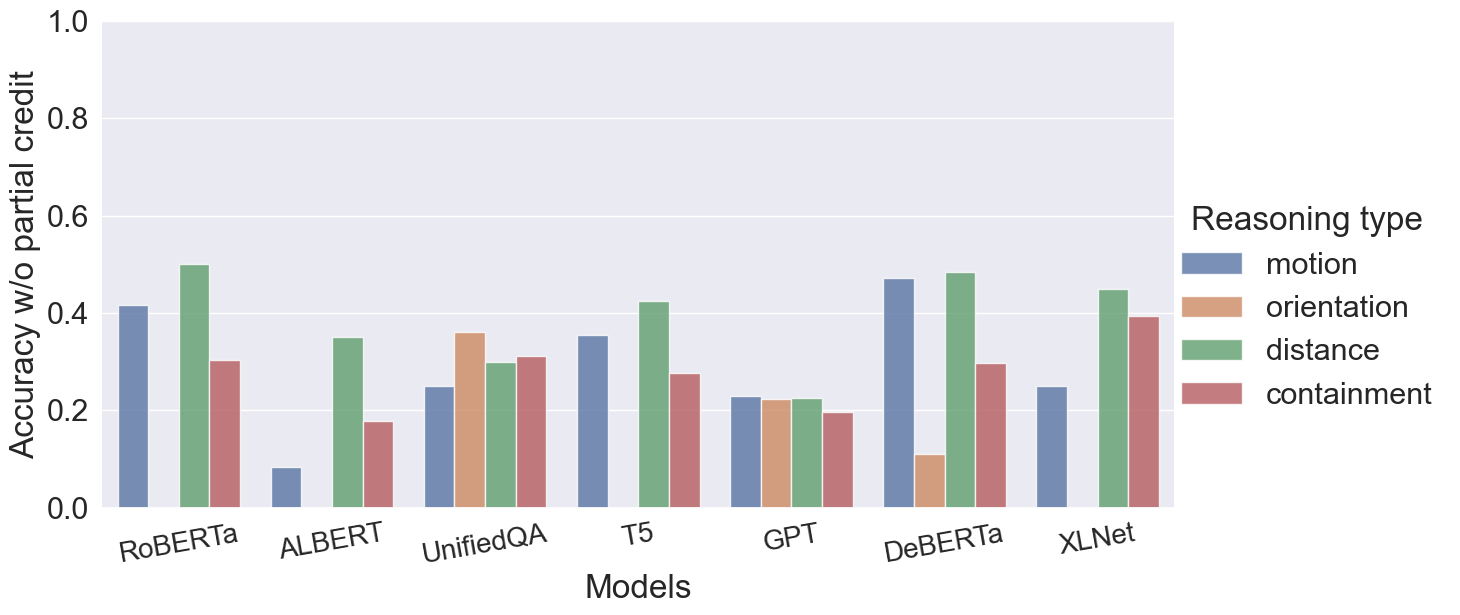 Accuracy w/o partial credit
1.0
0.8
0.6
0.4
0.2
0.0
RoBERTa
ALBERT
UnifiedQA
T5
GPT
DeBERTa
XLNet
Models
Reasoning type
motion
orientation
distance
containment